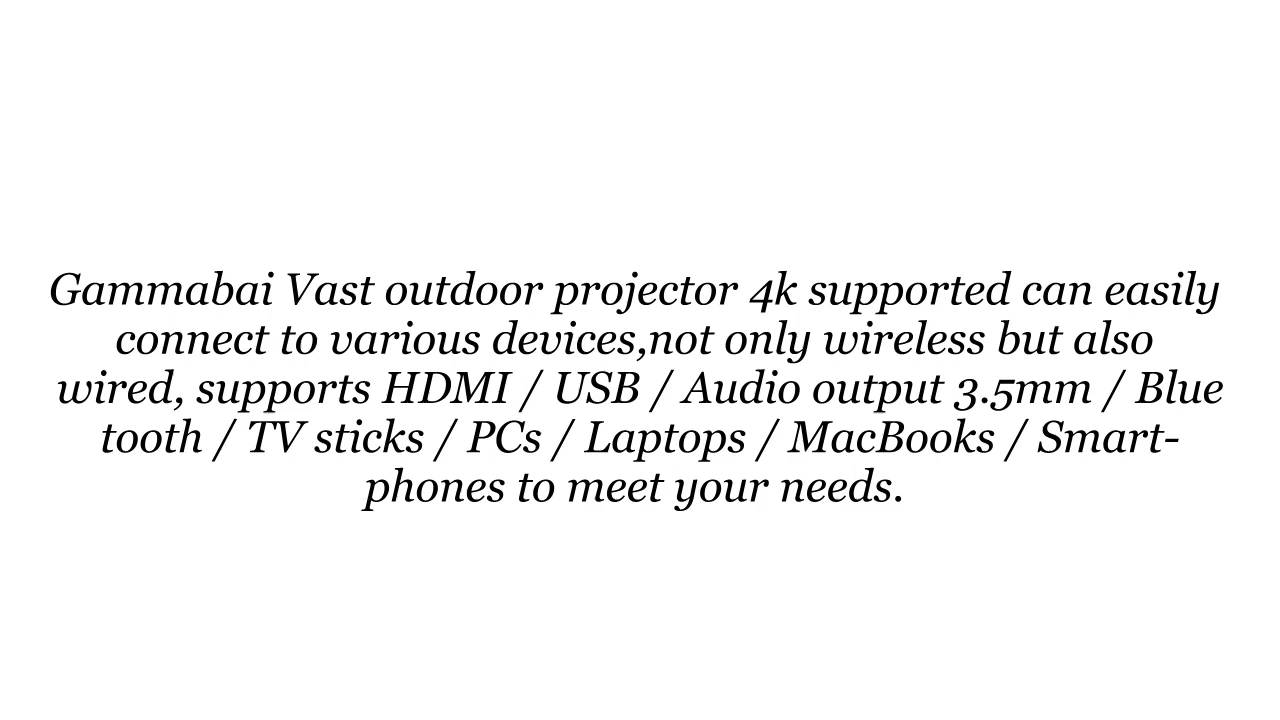 Gammabai Vast outdoor projector 4k supported can easily
connect to various devices,not only wireless but also
wired, supports HDMI / USB / Audio output 3.5mm / Blue
tooth / TV sticks / PCs / Laptops / MacBooks / Smart-
phones to meet your needs.